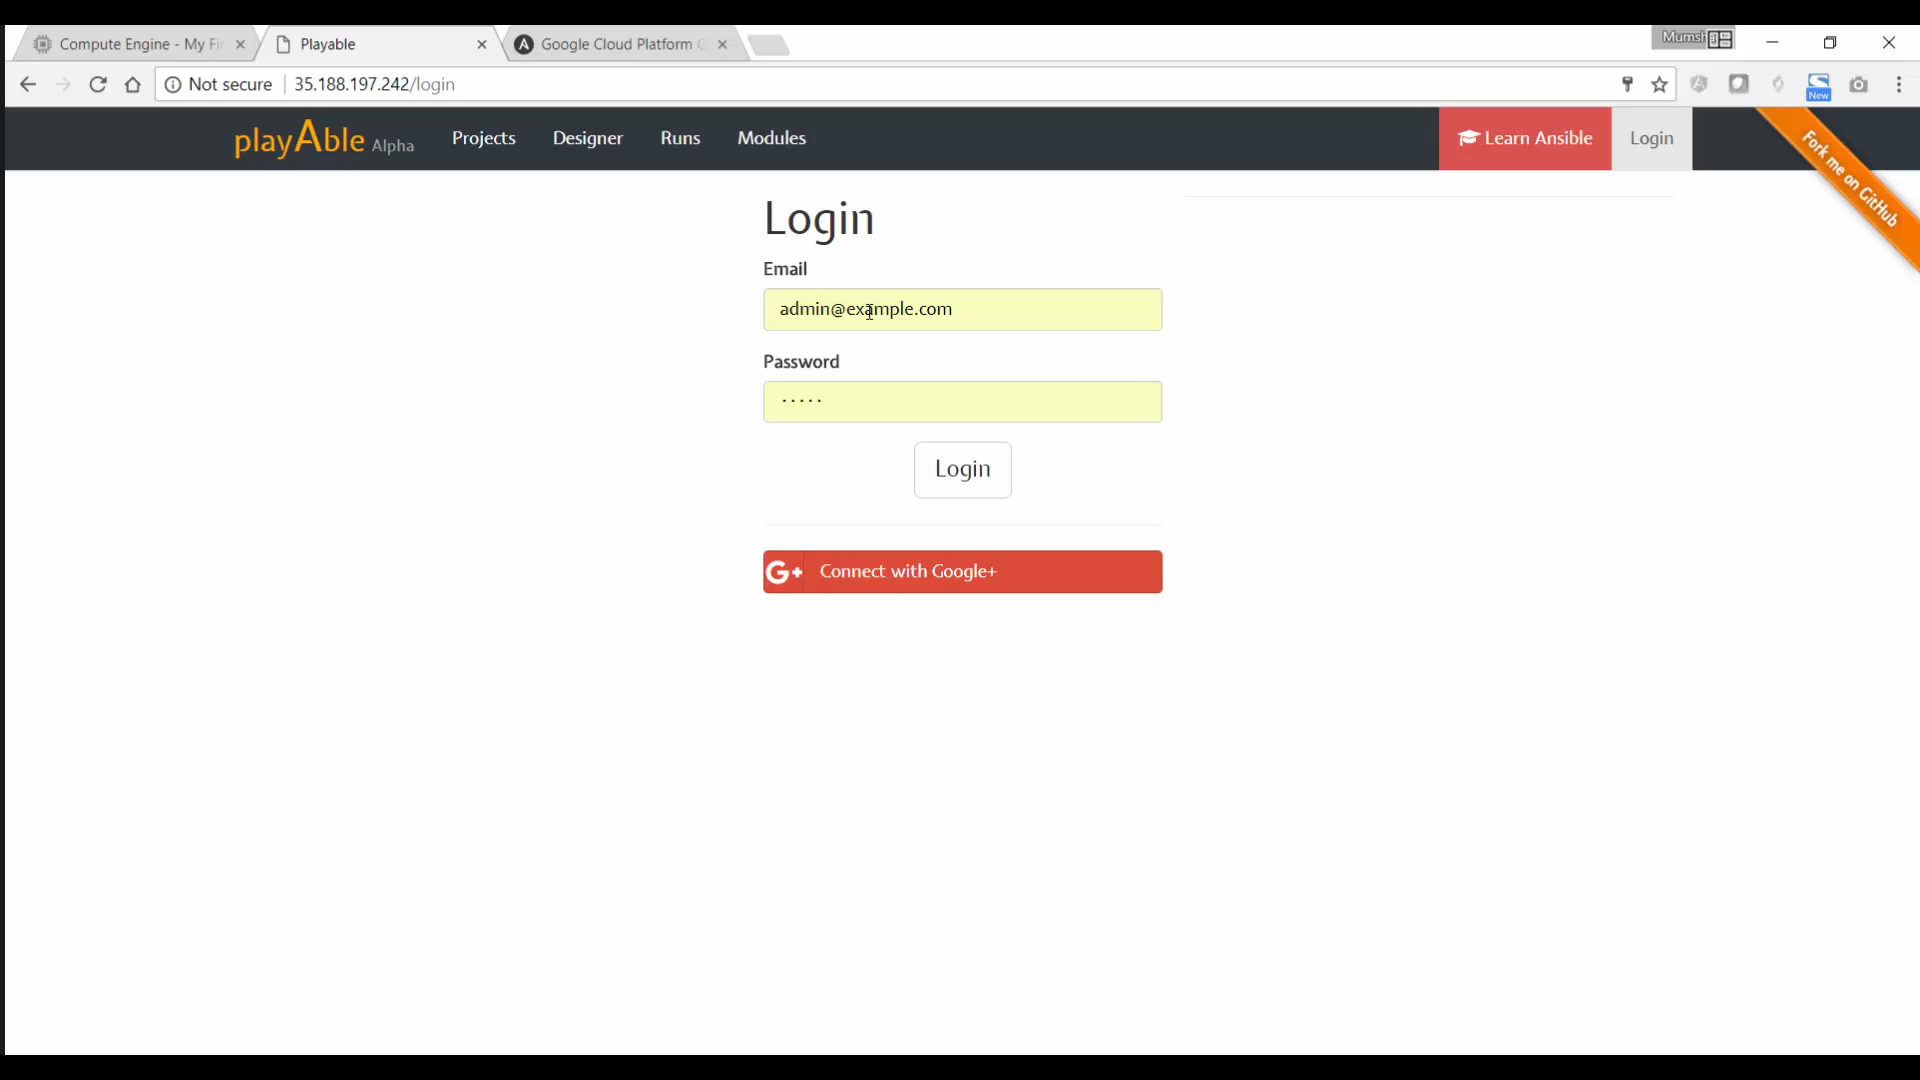 Compute Engine - My Fi
Playable
Google Cloud Platform G
Mumsh
Not secure
35.188.197.242/login
New
playAble Alpha
Projects
Designer
Runs
Modules
Learn Ansible
Login
Fork me on GitHub
Login
Email
admin@example.com
Password
.....
Login
G+ Connect with Google+